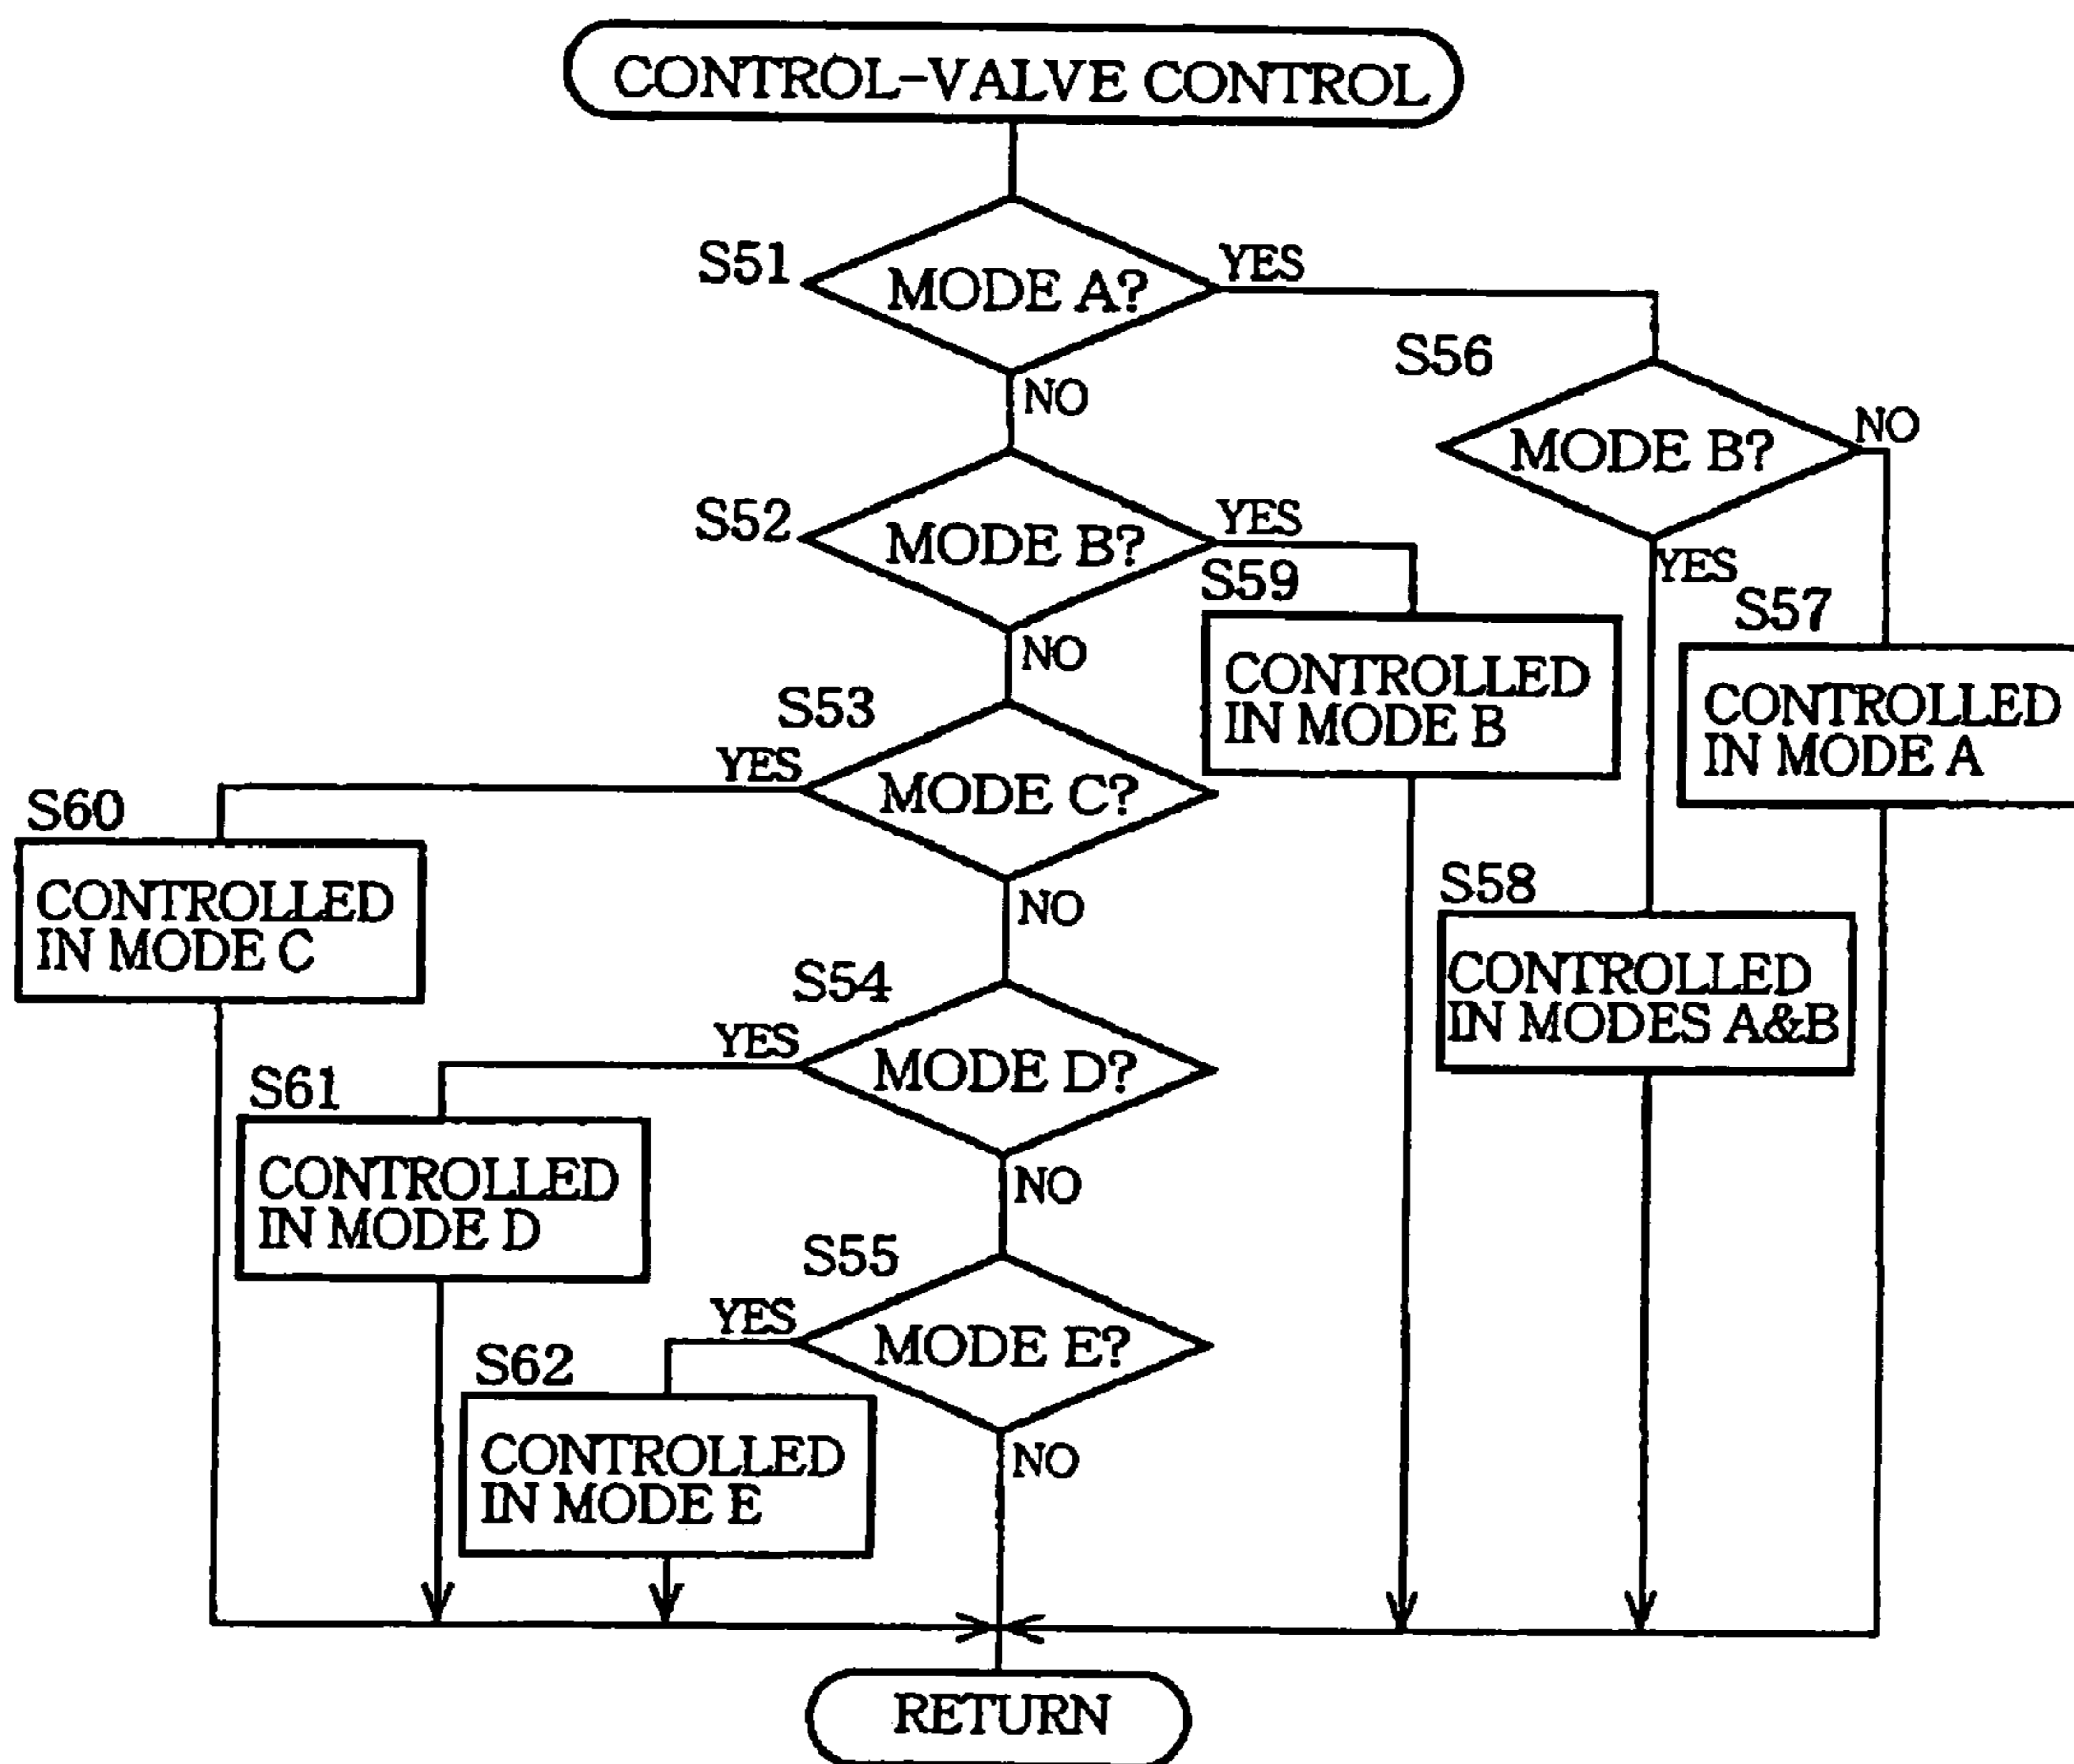 CONTROL-VALVE CONTROL
S51
MODE A?
YES
NO
S56
MODE B?
NO
YES
S52
MODE B?
YES
NO
S59
CONTROLLED
IN MODE B
S57
CONTROLLED
IN MODE A
S53
YES
MODE C?
NO
S60
CONTROLLED
IN MODE C
S58
CONTROLLED
IN MODES A&B
S54
YES
MODE D?
NO
S61
CONTROLLED
IN MODE D
S55
YES
MODE E?
NO
S62
CONTROLLED
IN MODE E
RETURN